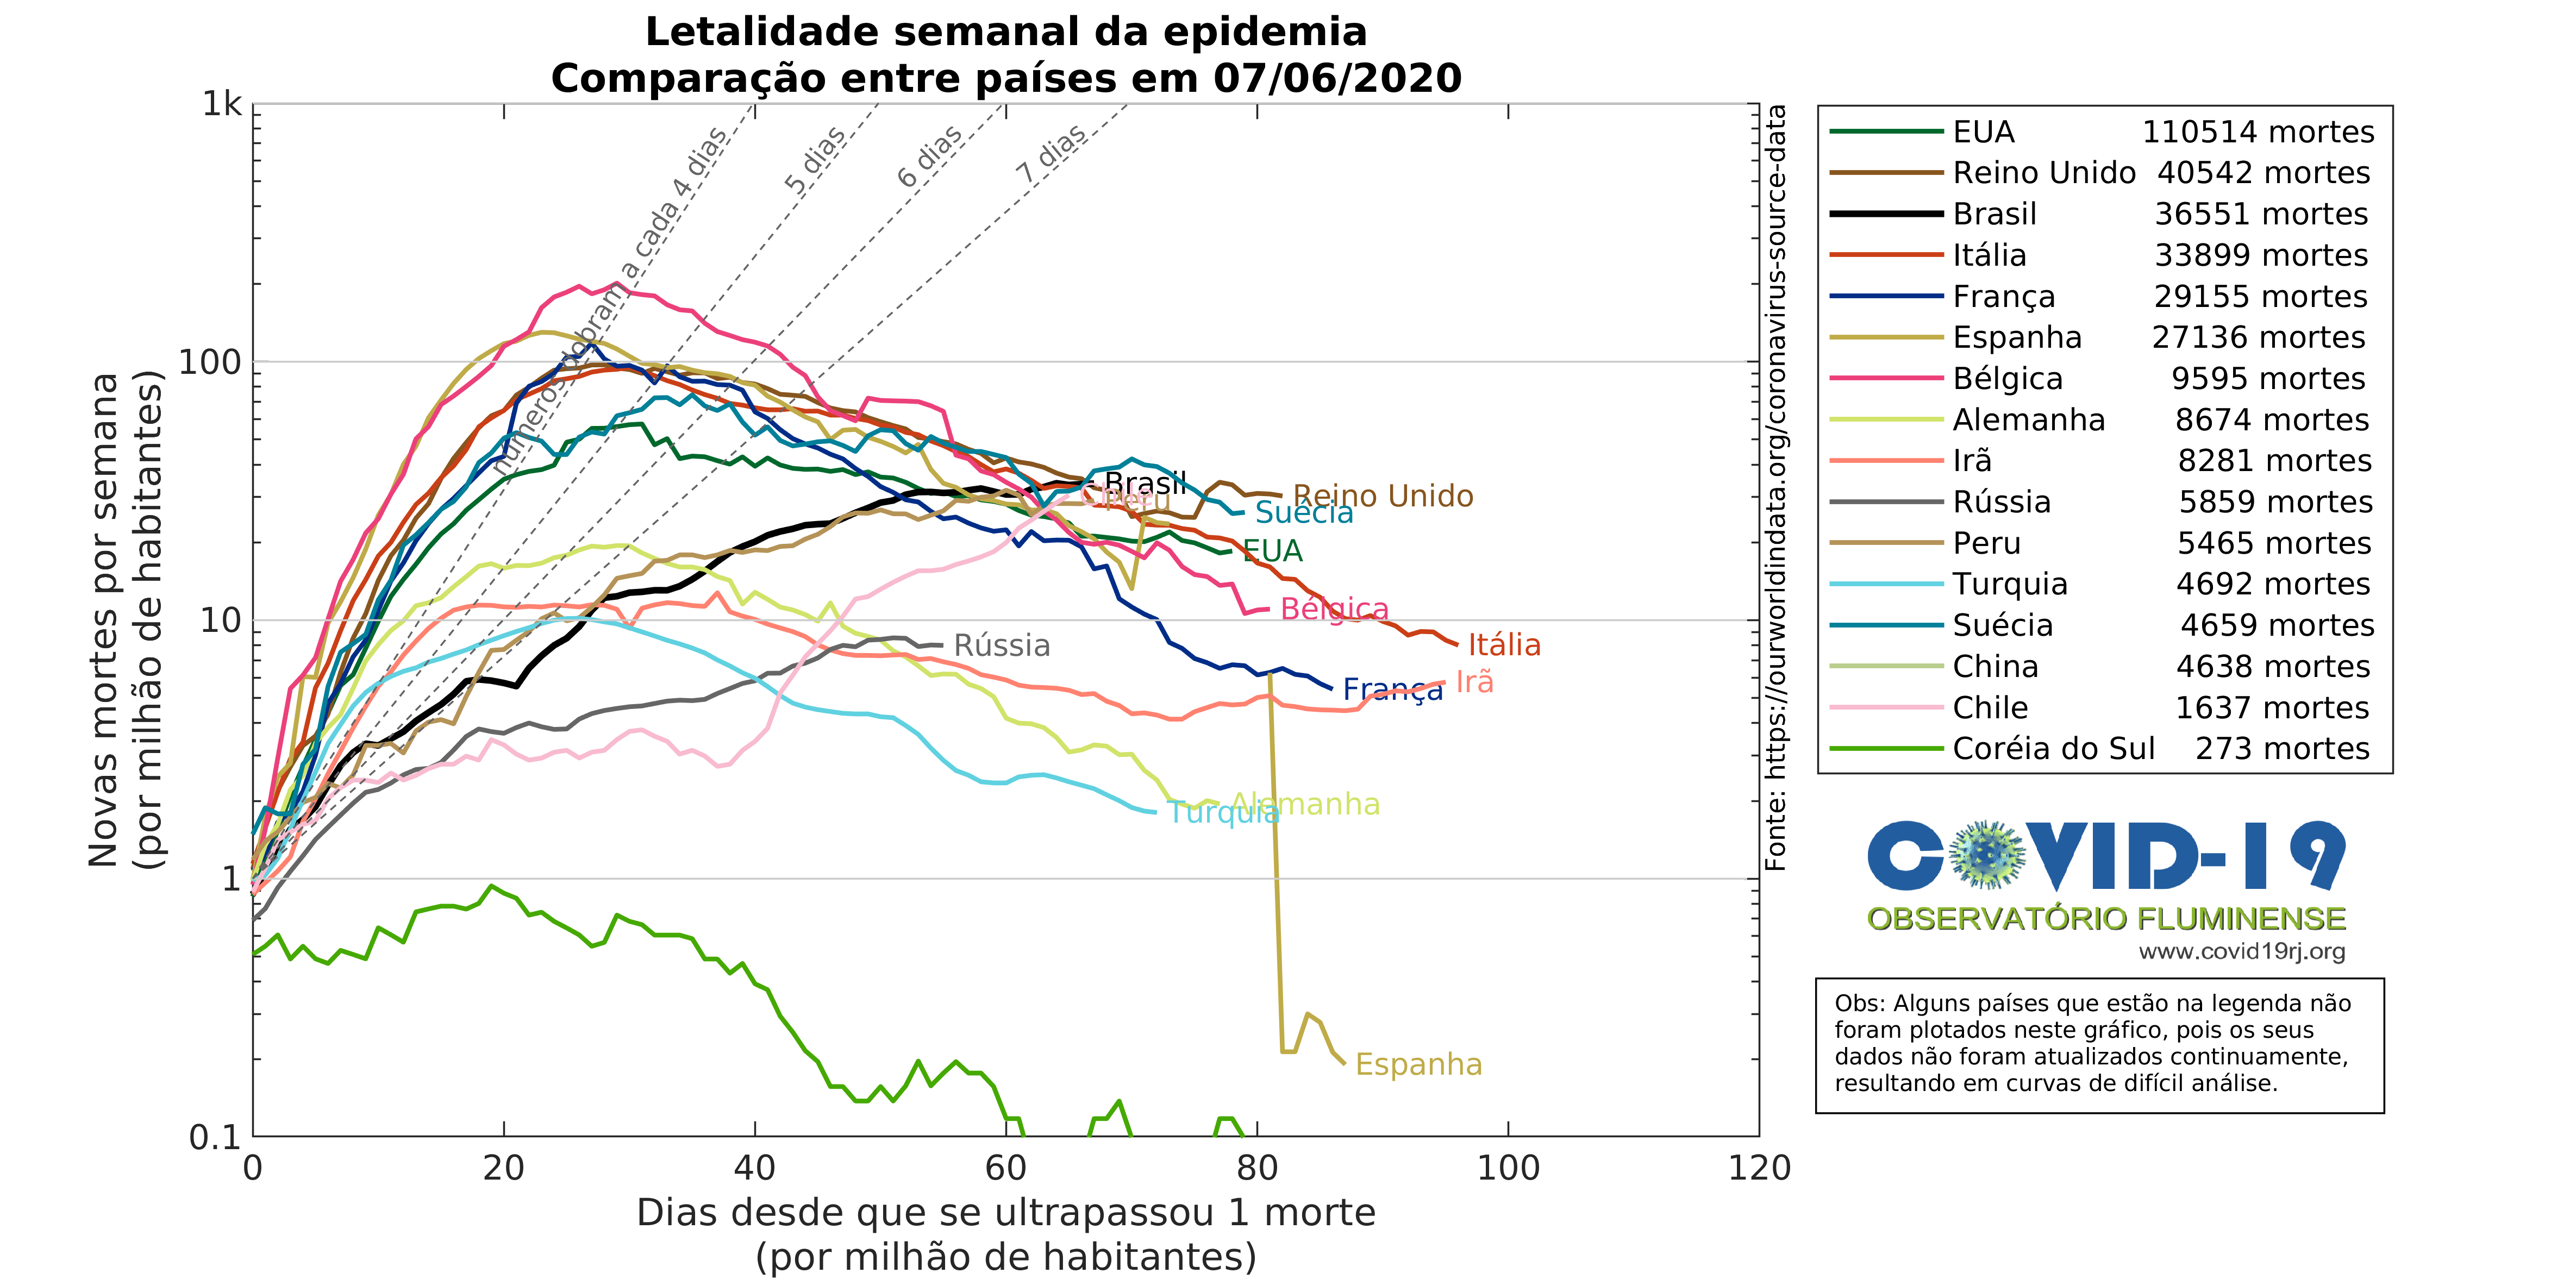 Letalidade semanal da epidemia
Comparação entre países em 07/06/2020
Novas mortes por semana
(por milhão de habitantes)
1k
100
10
1
0.1
0
20
40
60
80
100
120
Dias desde que se ultrapassou 1 morte
(por milhão de habitantes)
números dobram a cada 4 dias
5 dias
6 dias
7 dias
Brasil
Chile
Peru
Reino Unido
Suécia
EUA
Bélgica
Rússia
Itália
Irã
França
Alemanha
Turquia
Espanha
Fonte: https://ourworldindata.org/coronavirus-source-data
EUA 110514 mortes
Reino Unido 40542 mortes
Brasil 36551 mortes
Itália 33899 mortes
França 29155 mortes
Espanha 27136 mortes
Bélgica 9595 mortes
Alemanha 8674 mortes
Irã 8281 mortes
Rússia 5859 mortes
Peru 5465 mortes
Turquia 4692 mortes
Suécia 4659 mortes
China 4638 mortes
Chile 1637 mortes
Coréia do Sul 273 mortes
COVID-19
OBSERVATÓRIO FLUMINENSE
www.covid19rj.org
Obs: Alguns países que estão na legenda não
foram plotados neste gráfico, pois os seus
dados não foram atualizados continuamente,
resultando em curvas de difícil análise.